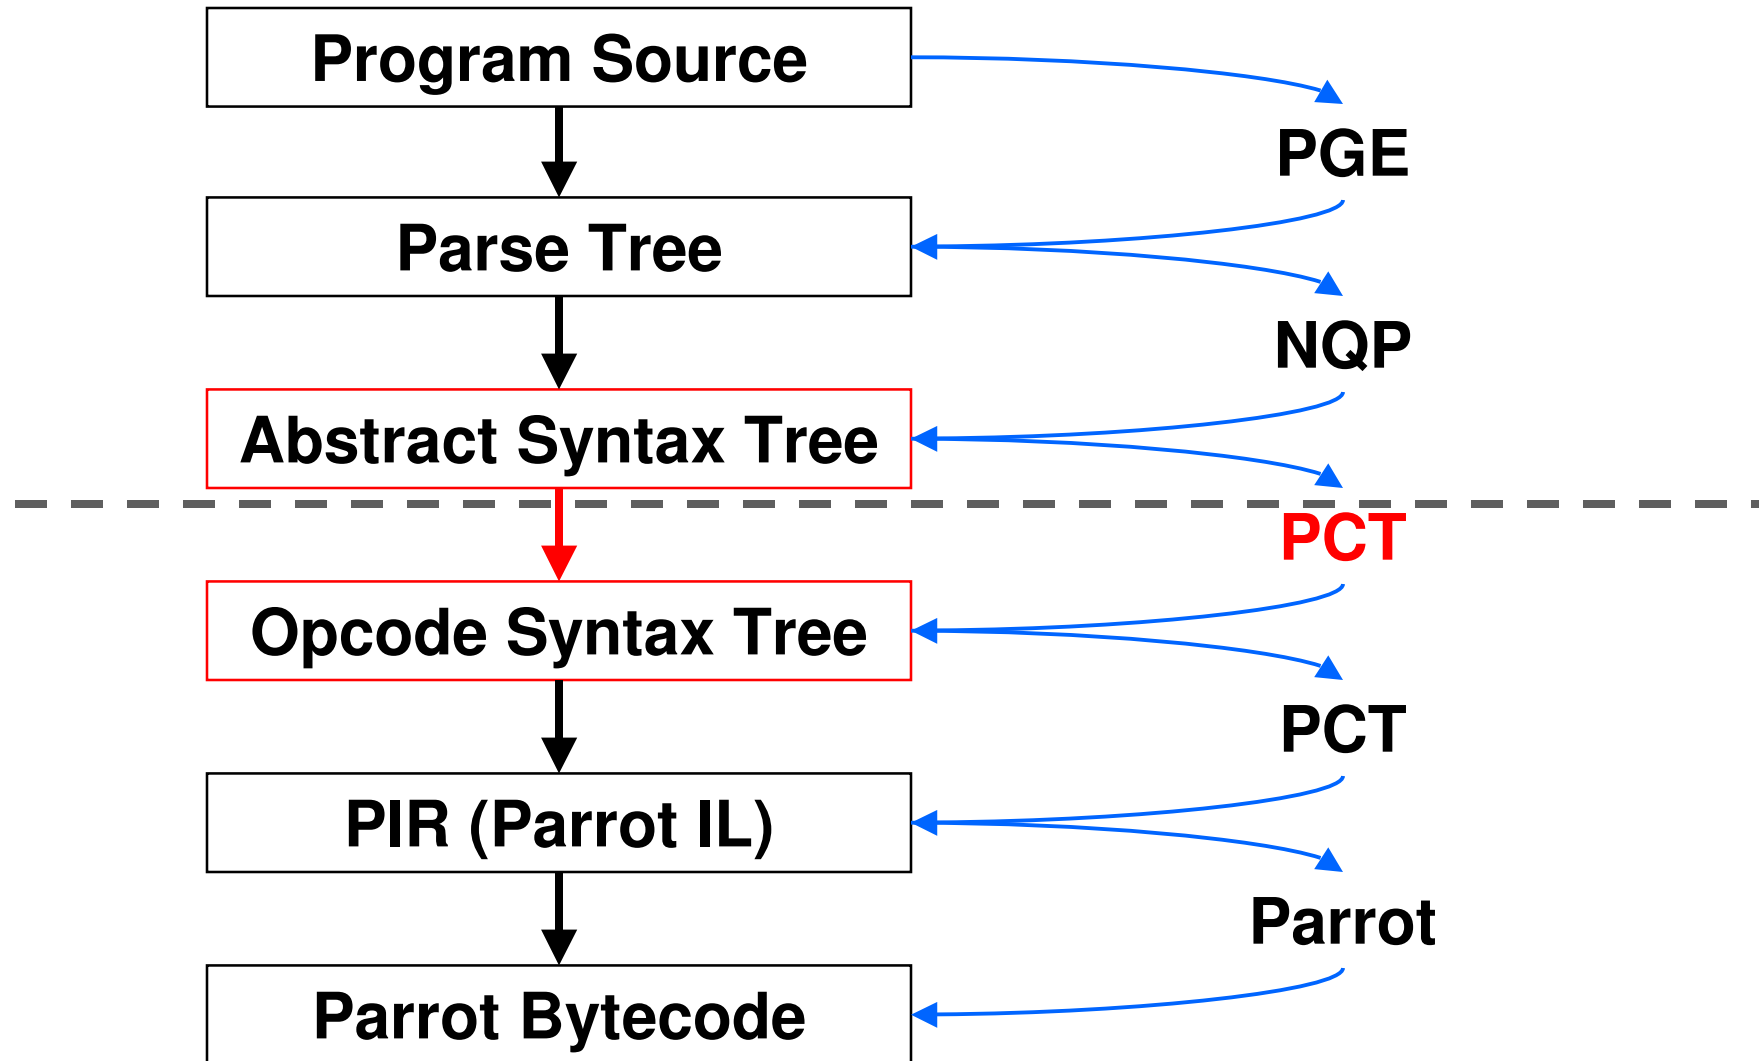 Program Source
PGE
Parse Tree
NQP
Abstract Syntax Tree
PCT
Opcode Syntax Tree
PCT
PIR (Parrot IL)
Parrot
Parrot Bytecode